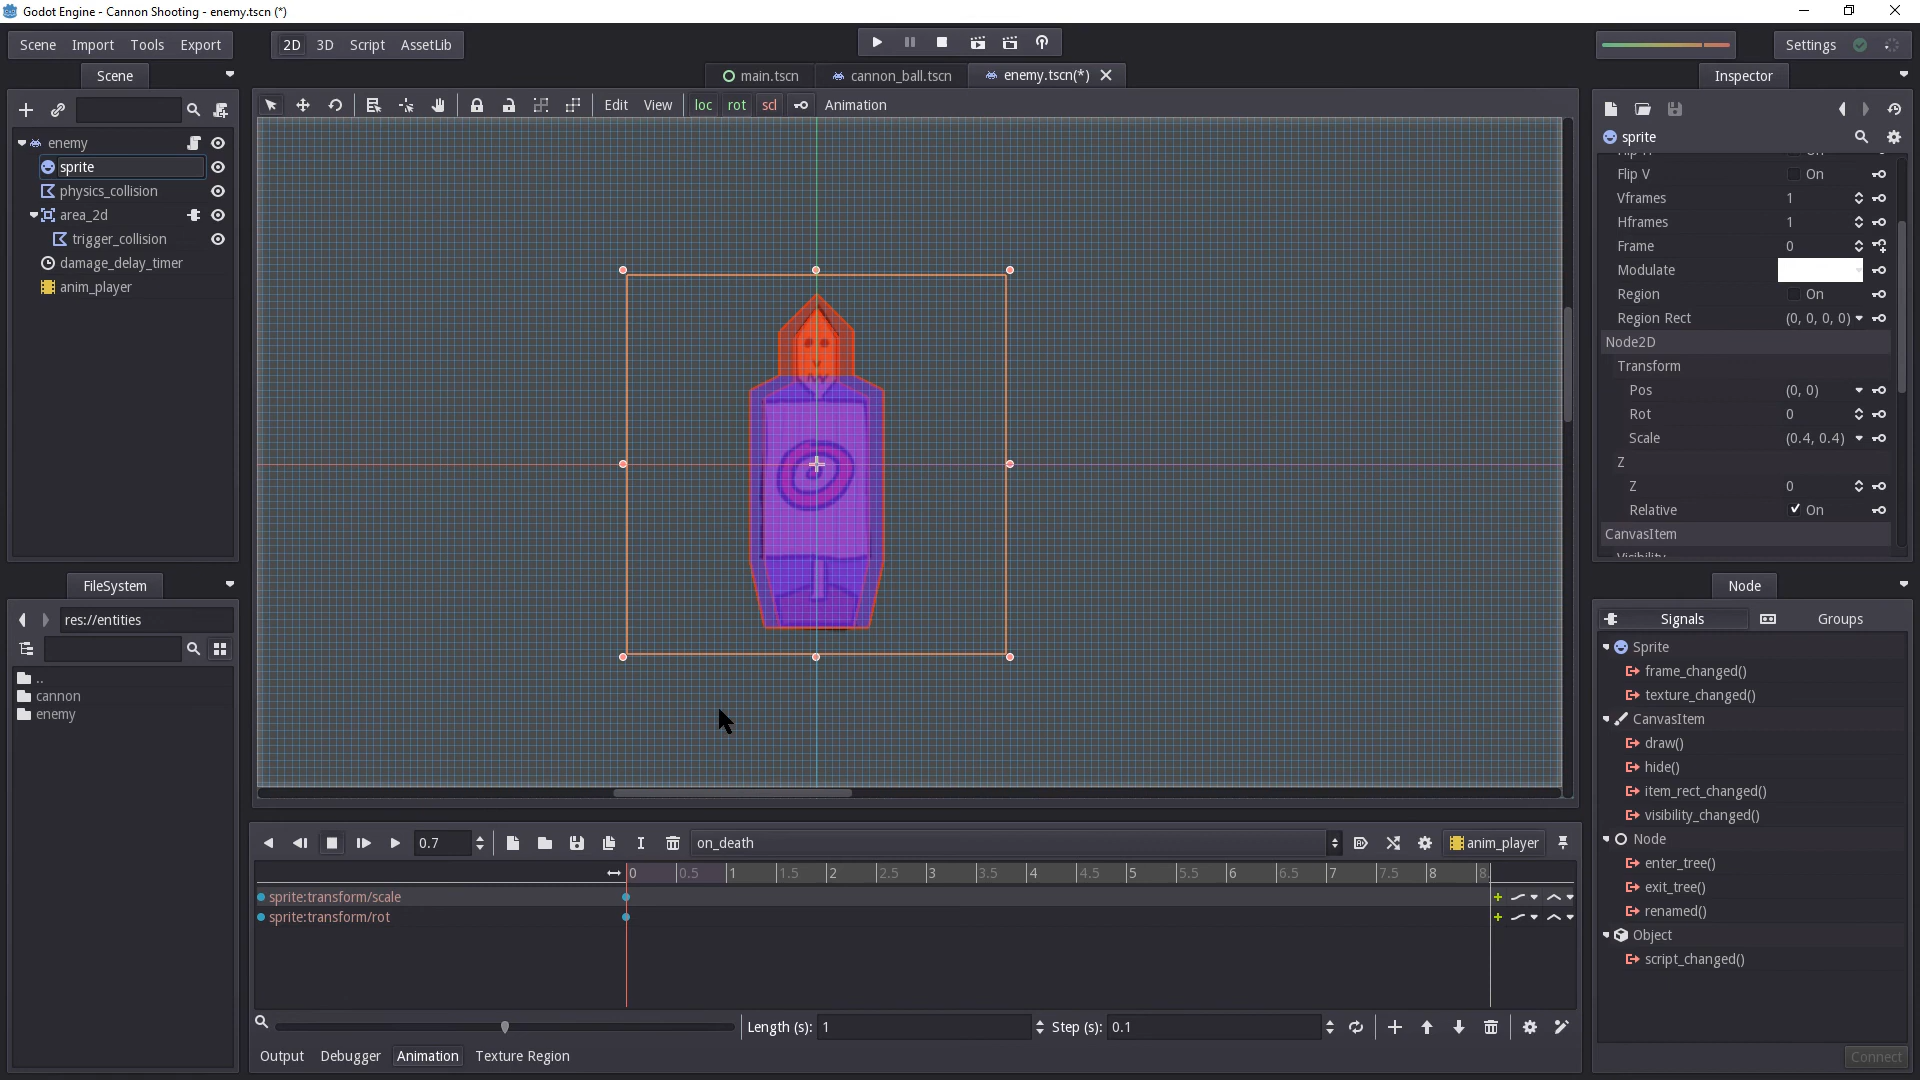 Godot Engine - Cannon Shooting - enemy.tscn (*)
Scene Import Tools Export 2D 3D Script AssetLib Settings
Scene main.tscn cannon_ball.tscn enemy.tscn(*) Inspector
Edit View loc rot scl Animation
enemy
sprite
physics_collision
area_2d
trigger_collision
damage_delay_timer
anim_player
sprite
Flip V On
Vframes 1
Hframes 1
Frame 0
Modulate
Region On
Region Rect (0, 0, 0, 0)
Node2D
Transform
Pos (0, 0)
Rot 0
Scale (0.4, 0.4)
Z
Z 0
Relative On
CanvasItem
Visibility
FileSystem
res://entities
..
cannon
enemy
Node
Signals Groups
Sprite
frame_changed()
texture_changed()
CanvasItem
draw()
hide()
item_rect_changed()
visibility_changed()
Node
enter_tree()
exit_tree()
renamed()
Object
script_changed()
Connect
0.7 on_death anim_player
0 0.5 1 1.5 2 2.5 3 3.5 4 4.5 5 5.5 6 6.5 7 7.5 8 8.
sprite:transform/scale
sprite:transform/rot
Length (s): 1 Step (s): 0.1
Output Debugger Animation Texture Region